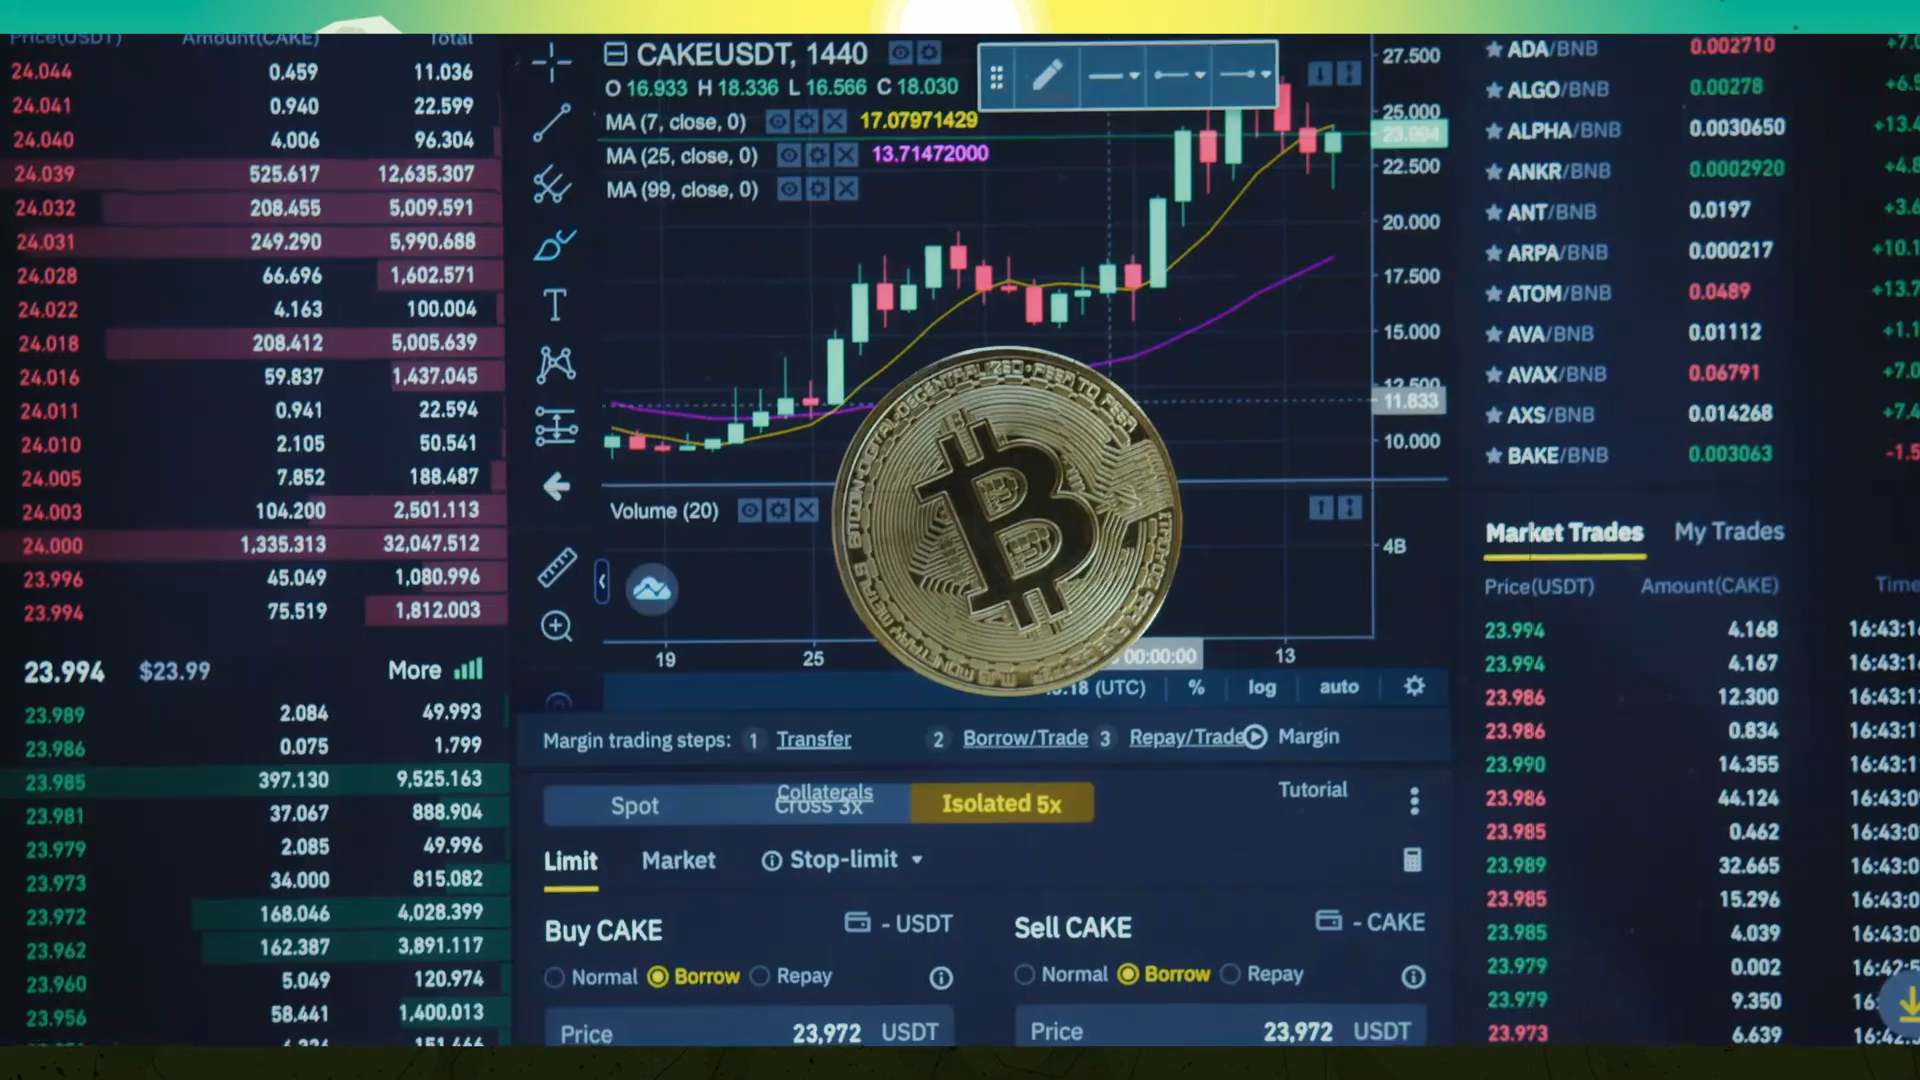 Price(USDT) Amount(CAKE) Total
24.044 0.459 11.036
24.041 0.940 22.599
24.040 4.006 96.304
24.039 525.617 12,635.307
24.032 208.455 5,009.591
24.031 249.290 5,990.688
24.028 66.696 1,602.571
24.022 4.163 100.004
24.018 208.412 5,005.639
24.016 59.837 1,437.045
24.011 0.941 22.594
24.010 2.105 50.541
24.005 7.852 188.487
24.003 104.200 2,501.113
24.000 1,335.313 32,047.512
23.996 45.049 1,080.996
23.994 75.519 1,812.003
23.994 $23.99 More
23.989 2.084 49.993
23.986 0.075 1.799
23.985 397.130 9,525.163
23.981 37.067 888.904
23.979 2.085 49.996
23.973 34.000 815.082
23.972 168.046 4,028.399
23.962 162.387 3,891.117
23.960 5.049 120.974
23.956 58.441 1,400.013
CAKEUSDT, 1440
O 16.933 H 18.336 L 16.566 C 18.030
MA (7, close, 0) 17.07971429
MA (25, close, 0) 13.71472000
MA (99, close, 0)
27.500
25.000
23.994
22.500
20.000
17.500
15.000
12.500
11.833
10.000
Volume (20)
4B
19 25 00:00:00 13
DECENTRALIZED • PEER TO PEER
BITCOIN
(UTC) % log auto
Margin trading steps: 1 Transfer 2 Borrow/Trade 3 Repay/Trade Margin
Collaterals Tutorial
Spot Cross 3x Isolated 5x
Limit Market Stop-limit
Buy CAKE - USDT
Normal Borrow Repay
Price 23,972 USDT
Sell CAKE - CAKE
Normal Borrow Repay
Price 23,972 USDT
ADA/BNB 0.002710
ALGO/BNB 0.00278
ALPHA/BNB 0.0030650
ANKR/BNB 0.0002920
ANT/BNB 0.0197
ARPA/BNB 0.000217
ATOM/BNB 0.0489
AVA/BNB 0.01112
AVAX/BNB 0.06791
AXS/BNB 0.014268
BAKE/BNB 0.003063
Market Trades My Trades
Price(USDT) Amount(CAKE) Time
23.994 4.168
23.994 4.167
23.986 12.300
23.986 0.834
23.990 14.355
23.986 44.124
23.985 0.462
23.989 32.665
23.985 15.296
23.985 4.039
23.979 0.002
23.979 9.350
23.973 6.639